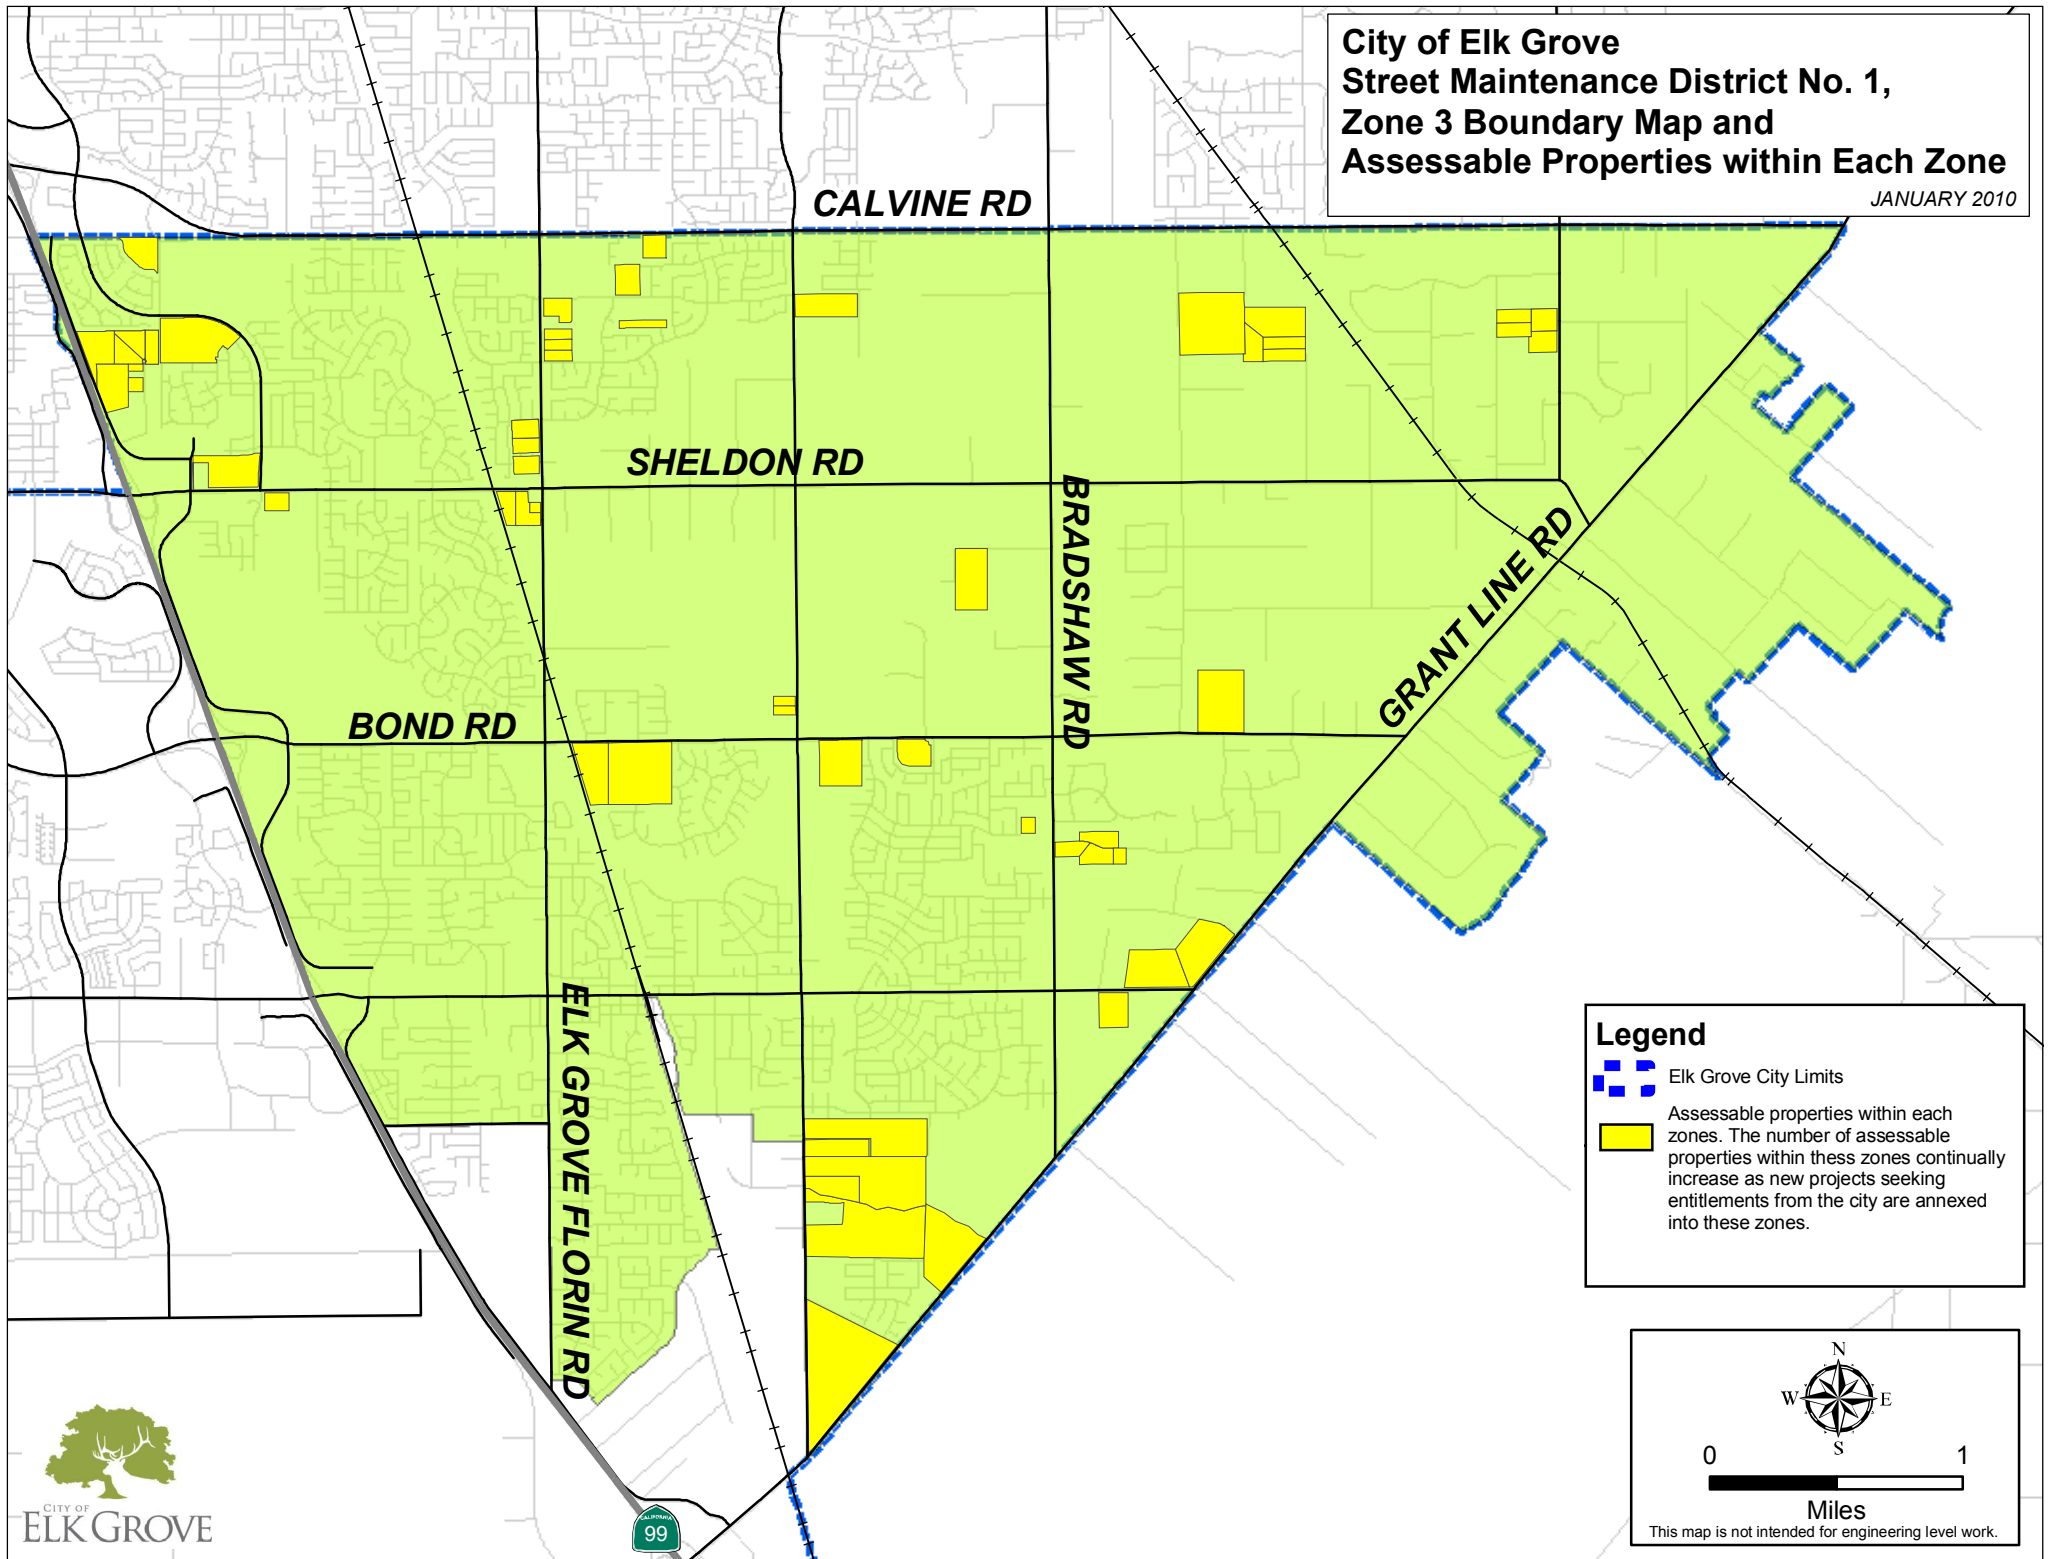 City of Elk Grove
Street Maintenance District No. 1,
Zone 3 Boundary Map and
Assessable Properties within Each Zone
JANUARY 2010
CALVINE RD
SHELDON RD
BRADSHAW RD
GRANT LINE RD
BOND RD
ELK GROVE FLORIN RD
Legend
Elk Grove City Limits
Assessable properties within each
zones. The number of assessable
properties within thess zones continually
increase as new projects seeking
entitlements from the city are annexed
into these zones.
N
W E
S
0 1
Miles
This map is not intended for engineering level work.
CITY OF
ELK GROVE
CALIFORNIA
99